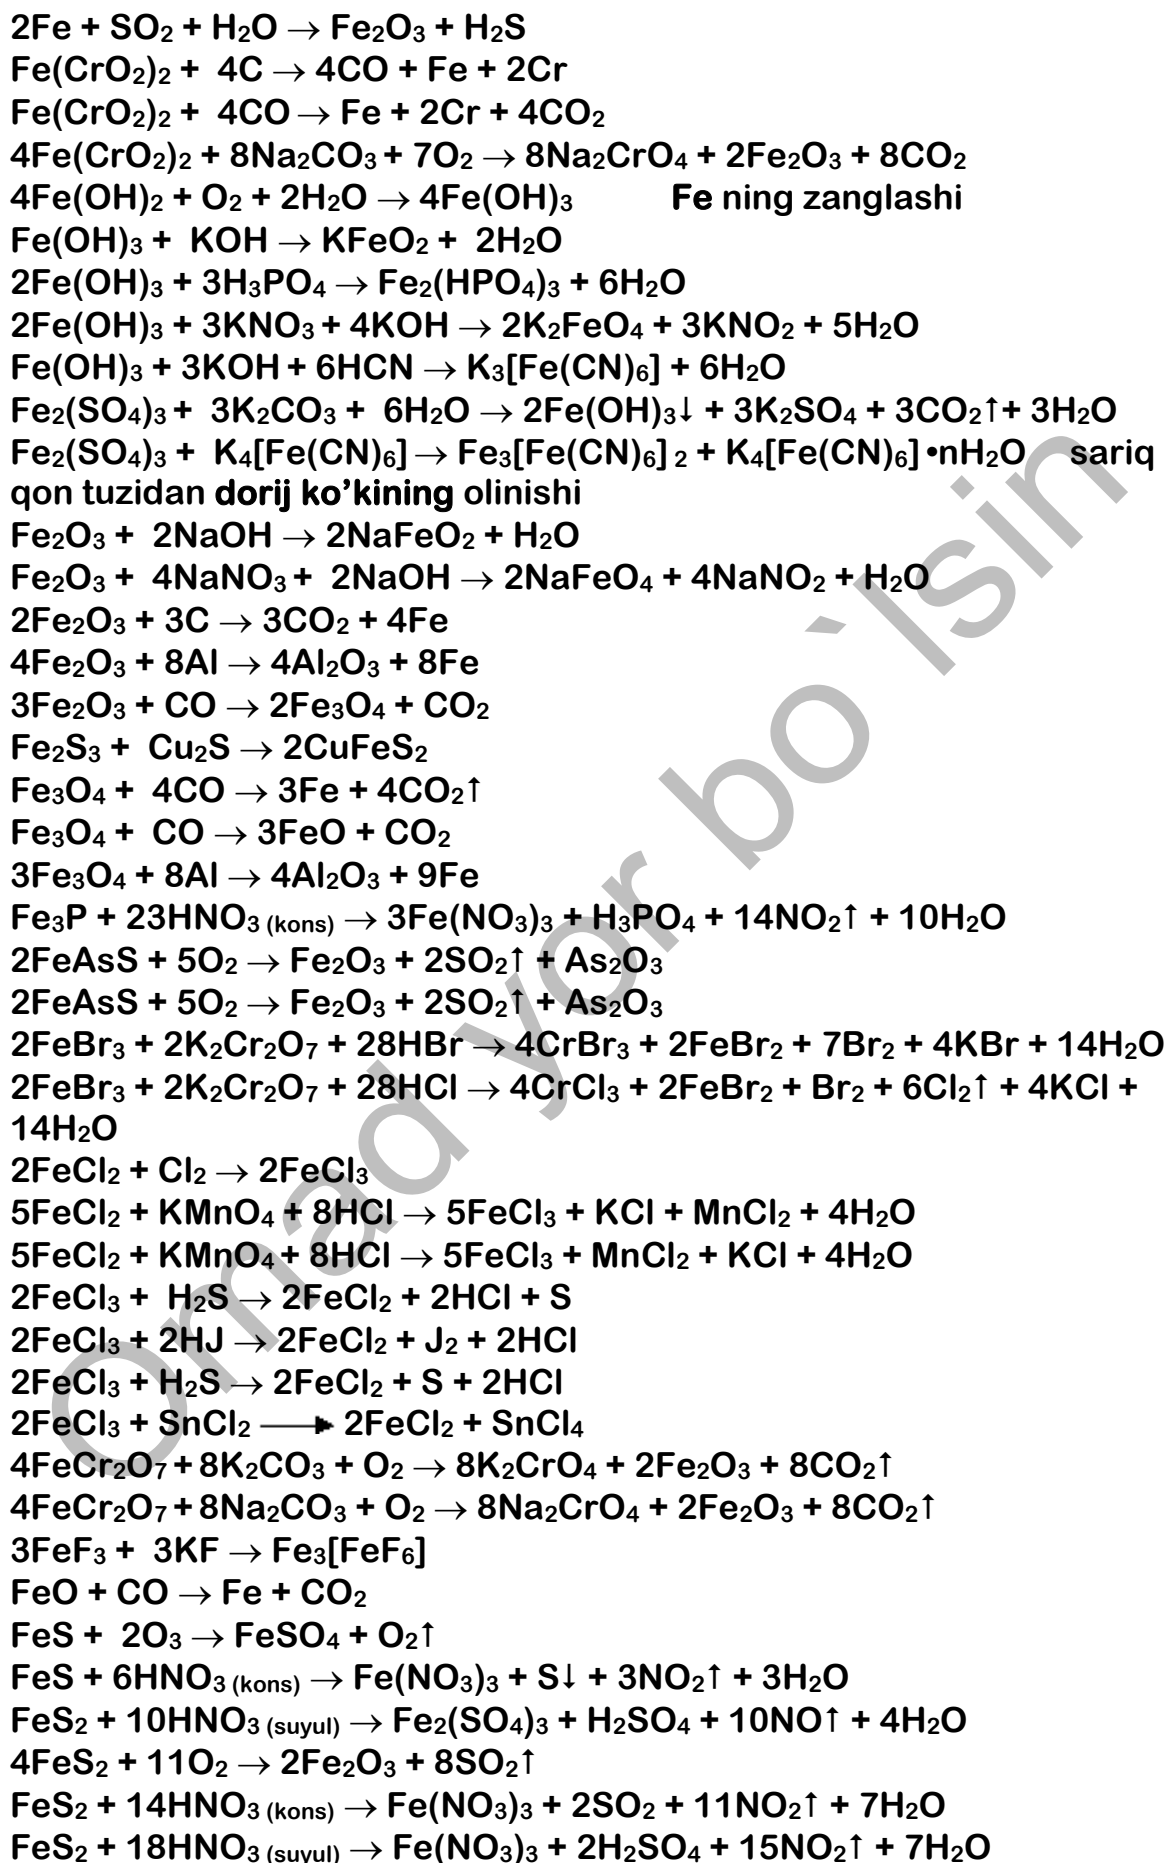 2Fe + SO₂ + H₂O → Fe₂O₃ + H₂S
Fe(CrO₂)₂ + 4C → 4CO + Fe + 2Cr
Fe(CrO₂)₂ + 4CO → Fe + 2Cr + 4CO₂
4Fe(CrO₂)₂ + 8Na₂CO₃ + 7O₂ → 8Na₂CrO₄ + 2Fe₂O₃ + 8CO₂
4Fe(OH)₂ + O₂ + 2H₂O → 4Fe(OH)₃ Fe ning zanglashi
Fe(OH)₃ + KOH → KFeO₂ + 2H₂O
2Fe(OH)₃ + 3H₃PO₄ → Fe₂(HPO₄)₃ + 6H₂O
2Fe(OH)₃ + 3KNO₃ + 4KOH → 2K₂FeO₄ + 3KNO₂ + 5H₂O
Fe(OH)₃ + 3KOH + 6HCN → K₃[Fe(CN)₆] + 6H₂O
Fe₂(SO₄)₃ + 3K₂CO₃ + 6H₂O → 2Fe(OH)₃↓ + 3K₂SO₄ + 3CO₂↑+ 3H₂O
Fe₂(SO₄)₃ + K₄[Fe(CN)₆] → Fe₃[Fe(CN)₆] ₂ + K₄[Fe(CN)₆] •nH₂O sariq
qon tuzidan dorij ko’kining olinishi
Fe₂O₃ + 2NaOH → 2NaFeO₂ + H₂O
Fe₂O₃ + 4NaNO₃ + 2NaOH → 2NaFeO₄ + 4NaNO₂ + H₂O
2Fe₂O₃ + 3C → 3CO₂ + 4Fe
4Fe₂O₃ + 8Al → 4Al₂O₃ + 8Fe
3Fe₂O₃ + CO → 2Fe₃O₄ + CO₂
Fe₂S₃ + Cu₂S → 2CuFeS₂
Fe₃O₄ + 4CO → 3Fe + 4CO₂↑
Fe₃O₄ + CO → 3FeO + CO₂
3Fe₃O₄ + 8Al → 4Al₂O₃ + 9Fe
Fe₃P + 23HNO₃ (kons) → 3Fe(NO₃)₃ + H₃PO₄ + 14NO₂↑ + 10H₂O
2FeAsS + 5O₂ → Fe₂O₃ + 2SO₂↑ + As₂O₃
2FeAsS + 5O₂ → Fe₂O₃ + 2SO₂↑ + As₂O₃
2FeBr₃ + 2K₂Cr₂O₇ + 28HBr → 4CrBr₃ + 2FeBr₂ + 7Br₂ + 4KBr + 14H₂O
2FeBr₃ + 2K₂Cr₂O₇ + 28HCl → 4CrCl₃ + 2FeBr₂ + Br₂ + 6Cl₂↑ + 4KCl +
14H₂O
2FeCl₂ + Cl₂ → 2FeCl₃
5FeCl₂ + KMnO₄ + 8HCl → 5FeCl₃ + KCl + MnCl₂ + 4H₂O
5FeCl₂ + KMnO₄ + 8HCl → 5FeCl₃ + MnCl₂ + KCl + 4H₂O
2FeCl₃ + H₂S → 2FeCl₂ + 2HCl + S
2FeCl₃ + 2HJ → 2FeCl₂ + J₂ + 2HCl
2FeCl₃ + H₂S → 2FeCl₂ + S + 2HCl
2FeCl₃ + SnCl₂ → 2FeCl₂ + SnCl₄
4FeCr₂O₇ + 8K₂CO₃ + O₂ → 8K₂CrO₄ + 2Fe₂O₃ + 8CO₂↑
4FeCr₂O₇ + 8Na₂CO₃ + O₂ → 8Na₂CrO₄ + 2Fe₂O₃ + 8CO₂↑
3FeF₃ + 3KF → Fe₃[FeF₆]
FeO + CO → Fe + CO₂
FeS + 2O₃ → FeSO₄ + O₂↑
FeS + 6HNO₃ (kons) → Fe(NO₃)₃ + S↓ + 3NO₂↑ + 3H₂O
FeS₂ + 10HNO₃ (suyul) → Fe₂(SO₄)₃ + H₂SO₄ + 10NO↑ + 4H₂O
4FeS₂ + 11O₂ → 2Fe₂O₃ + 8SO₂↑
FeS₂ + 14HNO₃ (kons) → Fe(NO₃)₃ + 2SO₂ + 11NO₂↑ + 7H₂O
FeS₂ + 18HNO₃ (suyul) → Fe(NO₃)₃ + 2H₂SO₄ + 15NO₂↑ + 7H₂O
Omad yor bo`lsin